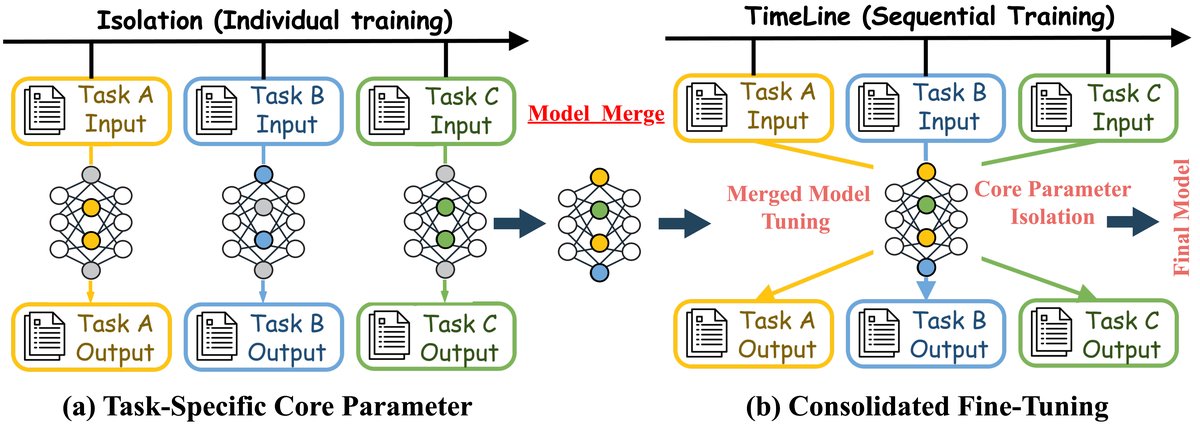 Isolation (Individual training)
Task A
Input
Task B
Input
Task C
Input
Task A
Output
Task B
Output
Task C
Output
(a) Task-Specific Core Parameter
Model Merge
TimeLine (Sequential Training)
Task A
Input
Task B
Input
Task C
Input
Merged Model
Tuning
Core Parameter
Isolation
Final Model
Task A
Output
Task B
Output
Task C
Output
(b) Consolidated Fine-Tuning